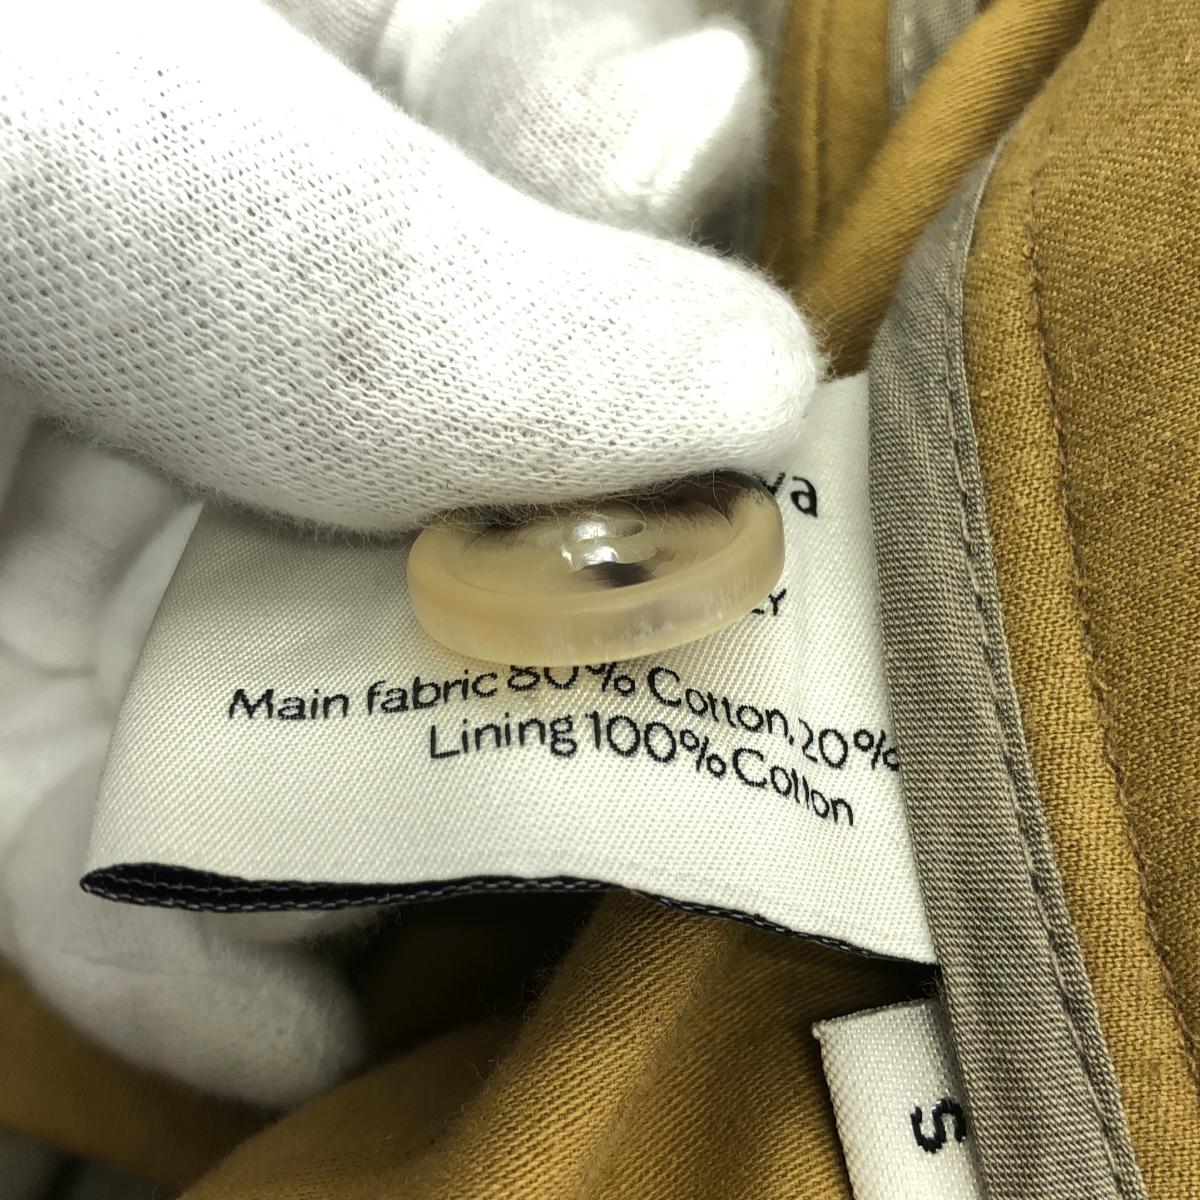 Main fabric 80% Cotton, 20%
Lining 100% Cotton
S